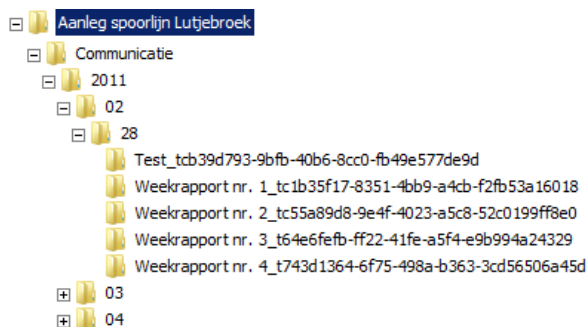 Aanleg spoorlijn Lutjebroek
Communicatie
2011
02
28
Test_tcb39d793-9bfb-40b6-8cc0-fb49e577de9d
Weekrapport nr. 1_tc1b35f17-8351-4bb9-a4cb-f2fb53a16018
Weekrapport nr. 2_tc55a89d8-9e4f-4023-a5c8-52c0199ff8e0
Weekrapport nr. 3_t64e6fefb-ff22-41fe-a5f4-e9b994a24329
Weekrapport nr. 4_t743d1364-6f75-498a-b363-3cd56506a45d
03
04